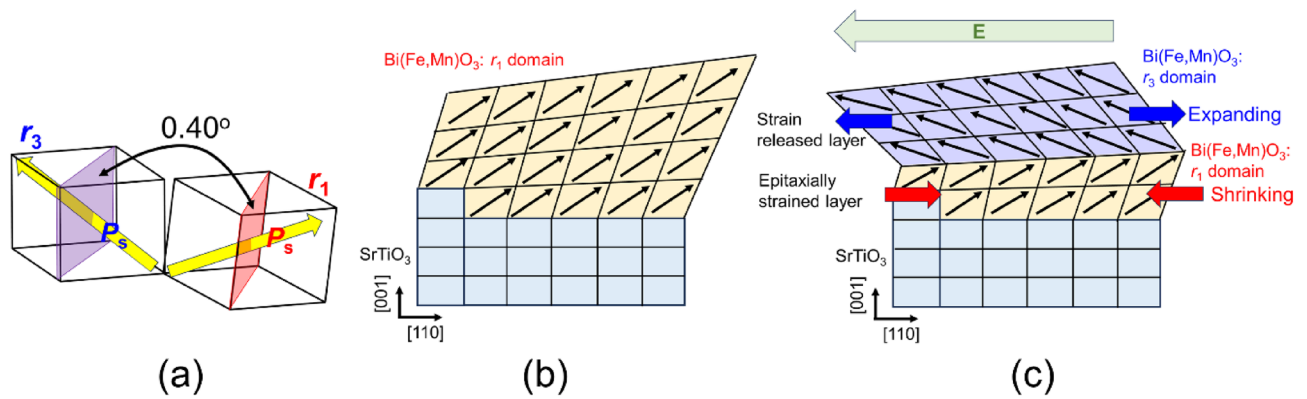 r3
0.40°
r1
Ps
Ps
(a)
Bi(Fe,Mn)O3: r1 domain
SrTiO3
[001]
[110]
(b)
E
Bi(Fe,Mn)O3:
r3 domain
Strain
released layer
Expanding
Bi(Fe,Mn)O3:
r1 domain
Epitaxially
strained layer
Shrinking
SrTiO3
[001]
[110]
(c)